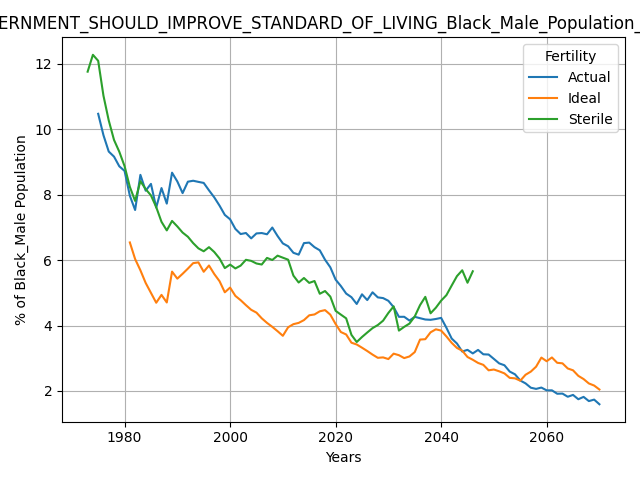 ERNMENT_SHOULD_IMPROVE_STANDARD_OF_LIVING_Black_Male_Population_
Fertility
Actual
Ideal
Sterile
% of Black_Male Population
12
10
8
6
4
2
1980 2000 2020 2040 2060
Years